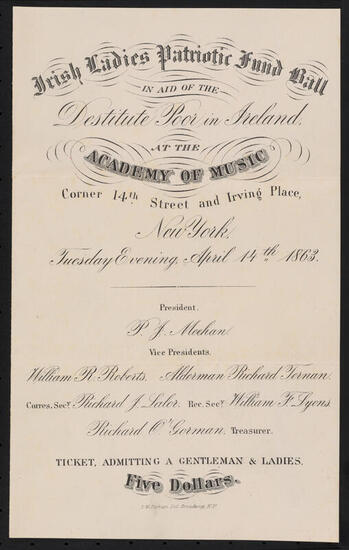 Irish Ladies Patriotic Fund Ball
IN AID OF THE
Destitute Poor in Ireland,
AT THE
ACADEMY OF MUSIC
Corner 14th Street and Irving Place,
New York,
Tuesday Evening, April 14th 1863.
President,
P. J. Meehan
Vice Presidents,
William R. Roberts, Alderman Richard Tornan.
Corres. Secy. Richard J. Lalor, Rec. Secy. William F. Lyons,
Richard O'Gorman, Treasurer.
TICKET, ADMITTING A GENTLEMAN & LADIES,
Five Dollars.
Broadway, N.Y.